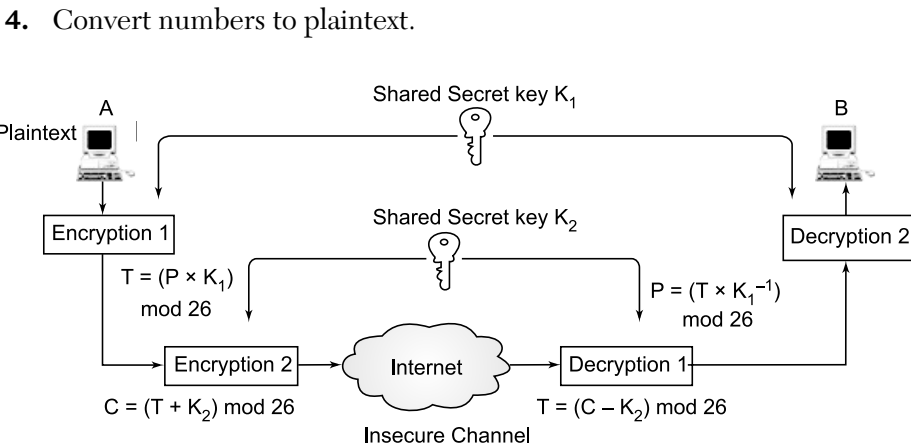 4. Convert numbers to plaintext.
Shared Secret key K₁
A
B
Plaintext
Encryption 1
Shared Secret key K₂
Decryption 2
T = (P × K₁)
mod 26
P = (T × K₁⁻¹)
mod 26
Encryption 2
Internet
Decryption 1
C = (T + K₂) mod 26
T = (C – K₂) mod 26
Insecure Channel